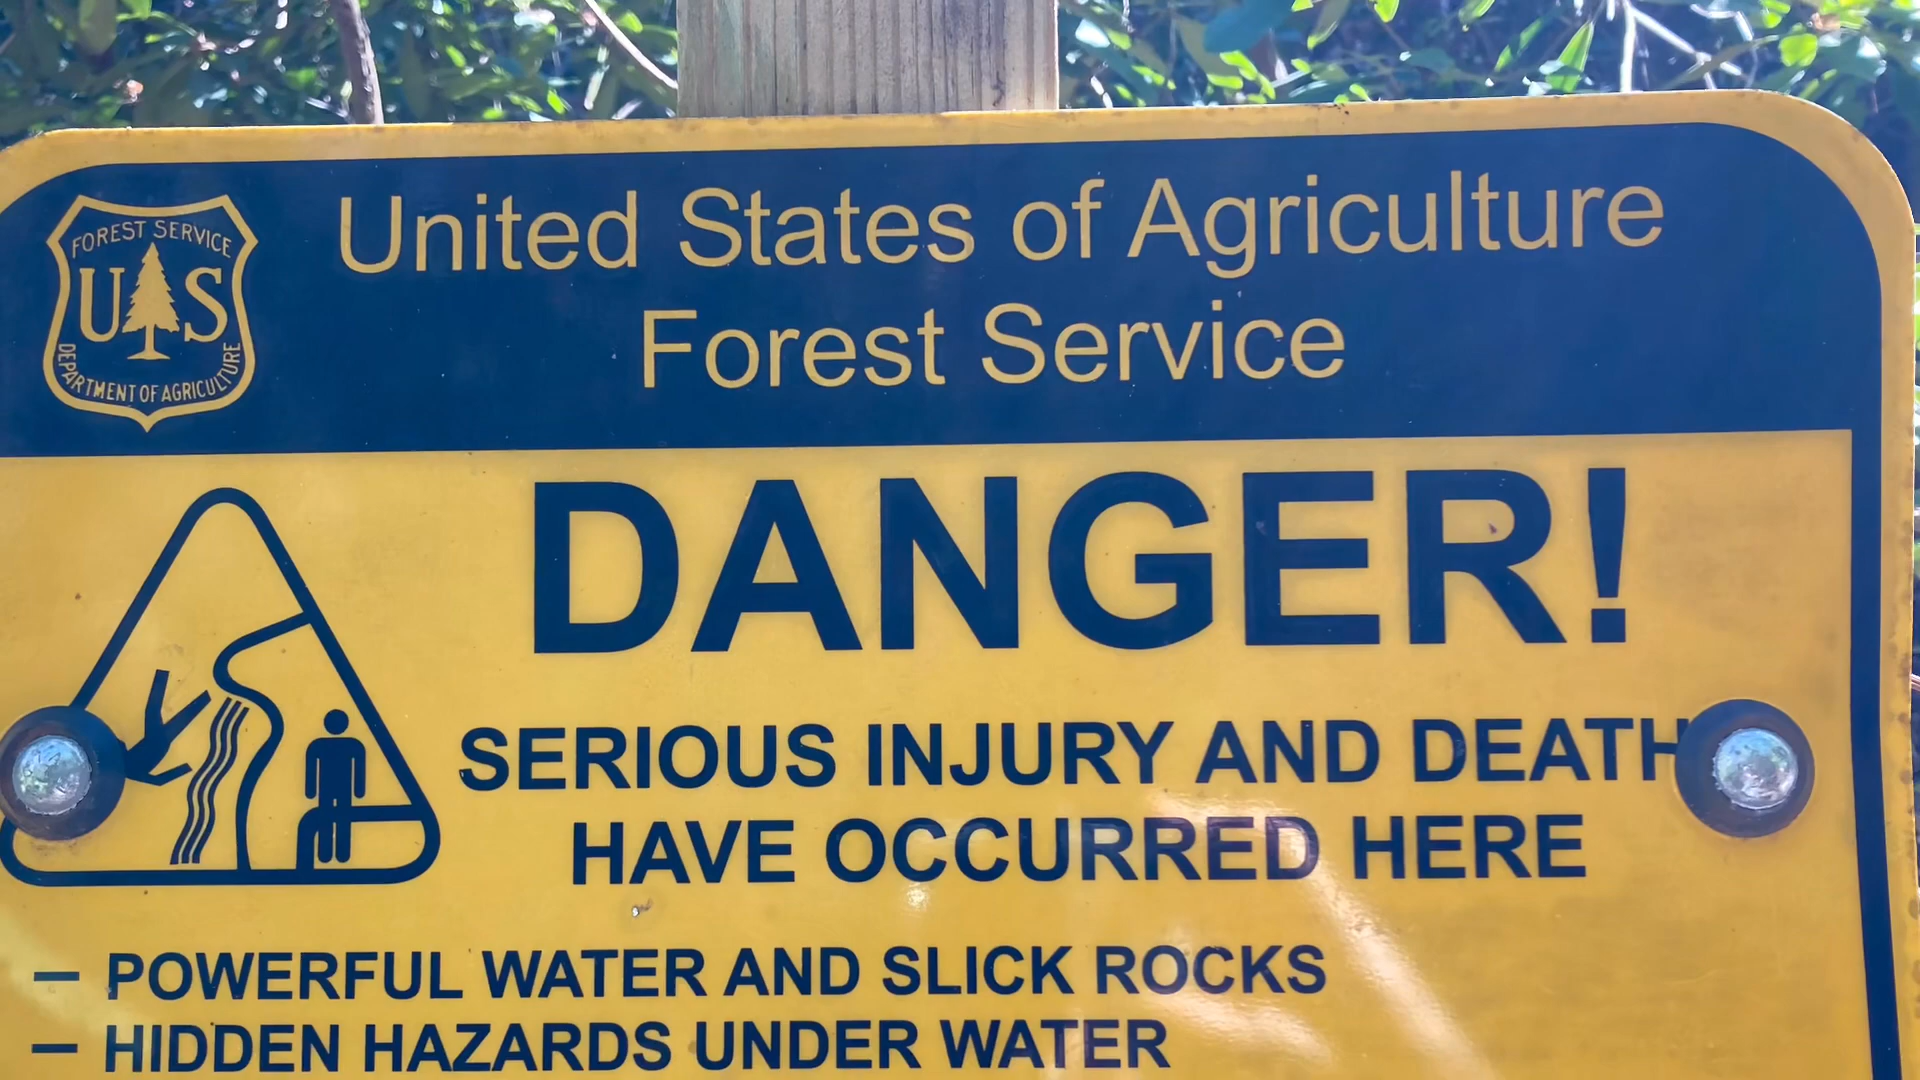 United States of Agriculture
Forest Service
FOREST SERVICE
US
DEPARTMENT OF AGRICULTURE
DANGER!
SERIOUS INJURY AND DEATH
HAVE OCCURRED HERE
– POWERFUL WATER AND SLICK ROCKS
– HIDDEN HAZARDS UNDER WATER